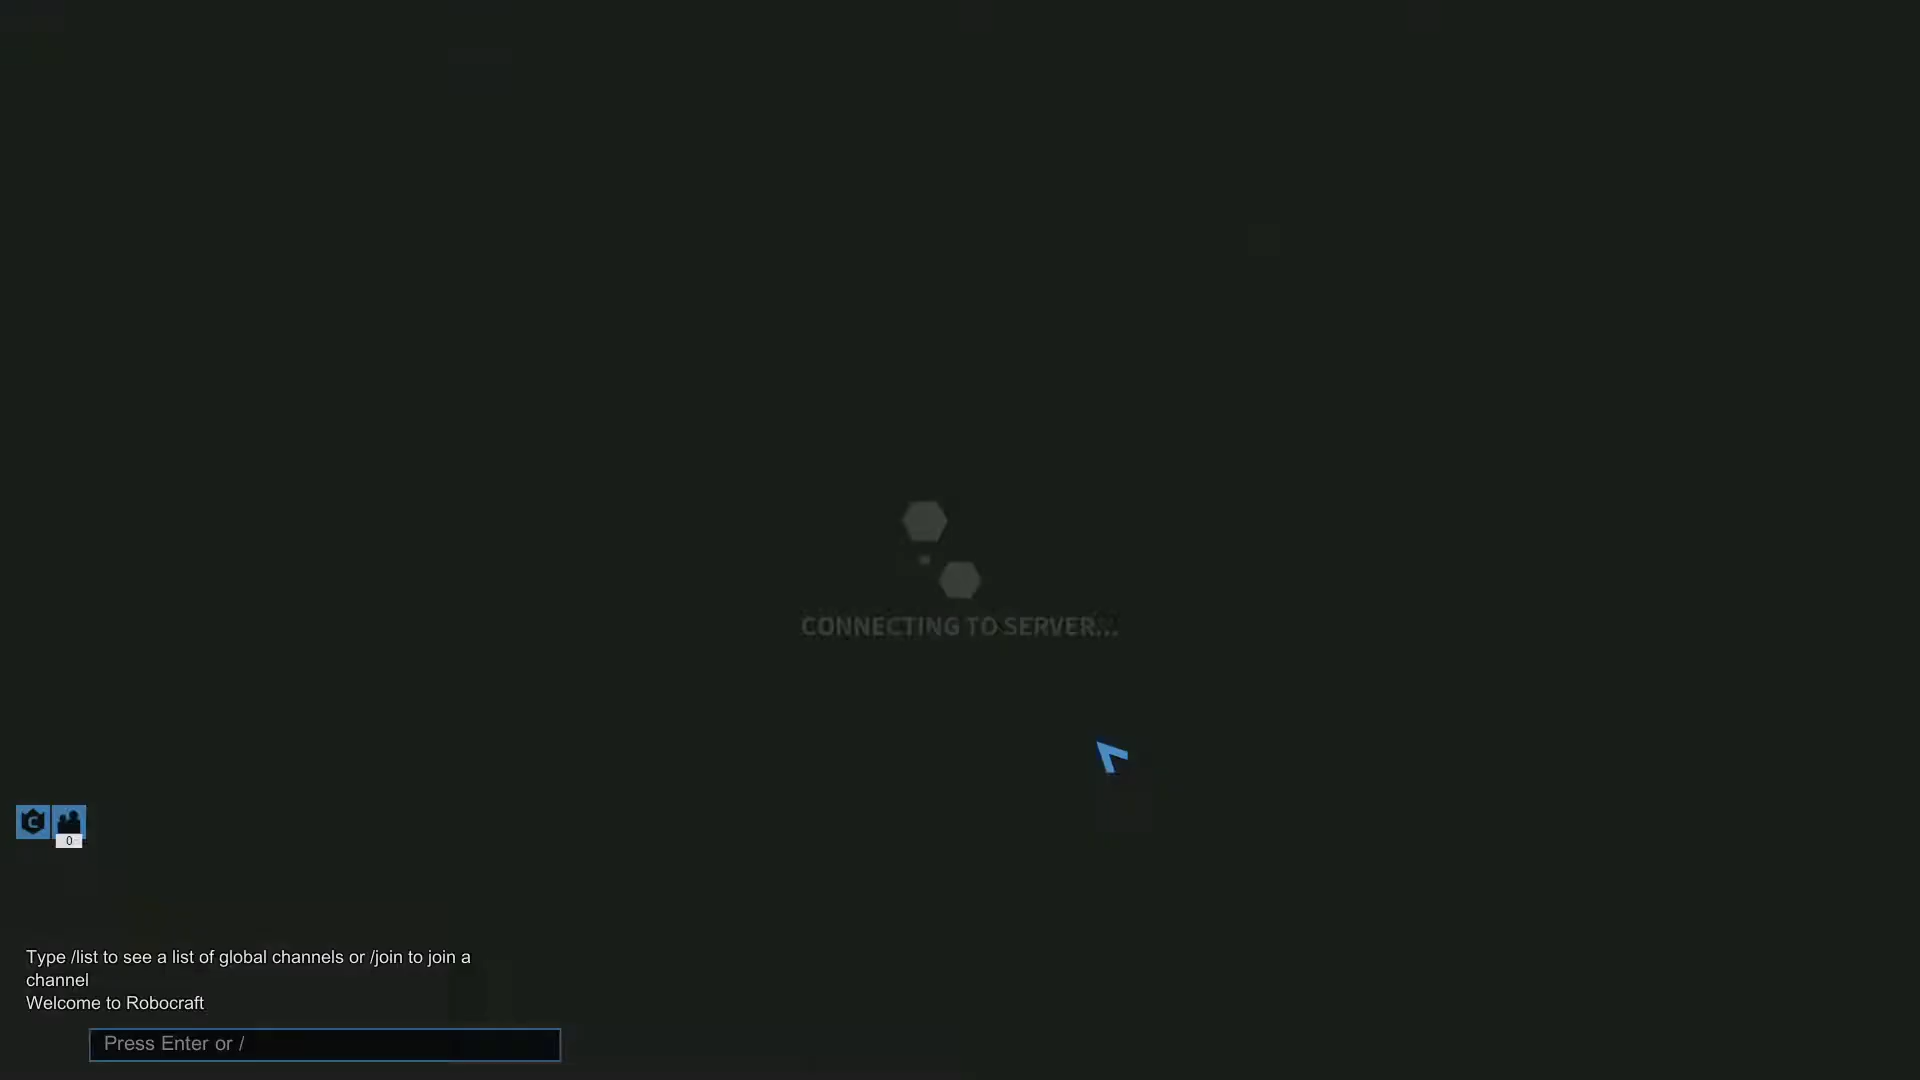 CONNECTING TO SERVER...
C
0
Type /list to see a list of global channels or /join to join a
channel
Welcome to Robocraft
Press Enter or /